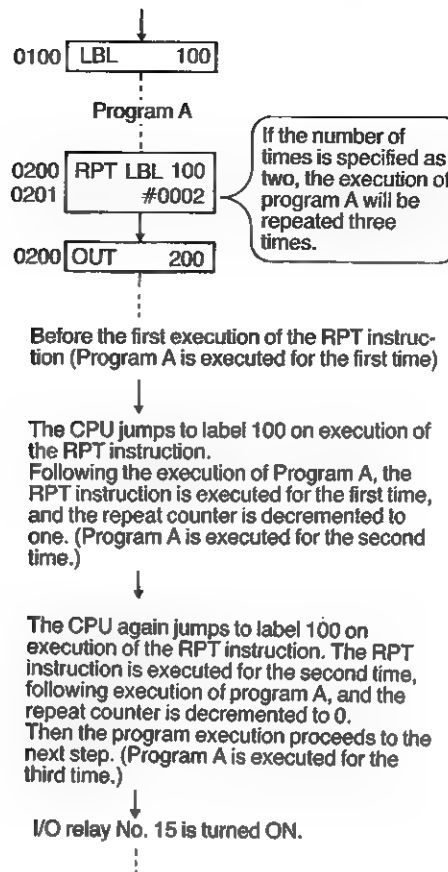 0100 LBL 100
Program A
If the number of
times is specified as
two, the execution of
program A will be
repeated three
times.
0200 RPT LBL 100
0201 #0002
0200 OUT 200
Before the first execution of the RPT instruc-
tion (Program A is executed for the first time)
The CPU jumps to label 100 on execution of
the RPT instruction.
Following the execution of Program A, the
RPT instruction is executed for the first time,
and the repeat counter is decremented to
one. (Program A is executed for the second
time.)
The CPU again jumps to label 100 on
execution of the RPT instruction. The RPT
instruction is executed for the second time,
following execution of program A, and the
repeat counter is decremented to 0.
Then the program execution proceeds to the
next step. (Program A is executed for the
third time.)
I/O relay No. 15 is turned ON.